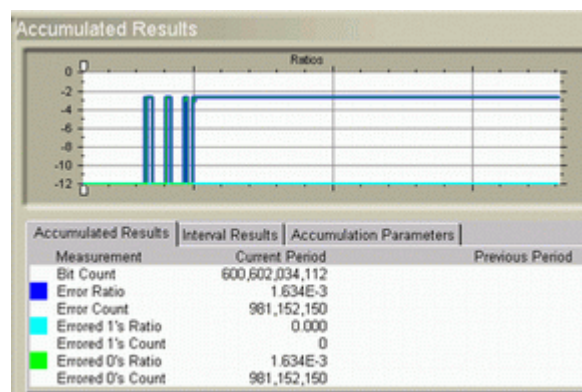 Accumulated Results
Ratios
0
-2
-4
-6
-8
-10
-12
Accumulated Results Interval Results Accumulation Parameters
Measurement Current Period Previous Period
Bit Count 600,602,034,112
Error Ratio 1.634E-3
Error Count 981,152,150
Errored 1's Ratio 0.000
Errored 1's Count 0
Errored 0's Ratio 1.634E-3
Errored 0's Count 981,152,150